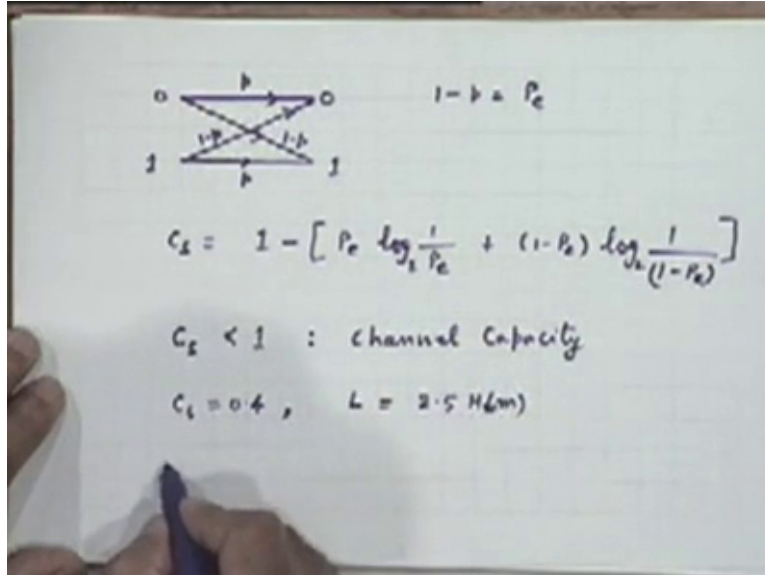 0 p 0 1-p = Pe
1-p 1-p
1 p 1
Cs = 1 - [ Pe log2 1/Pe + (1-Pe) log2 1/(1-Pe) ]
Cs < 1 : Channel Capacity
Cs = 0.4 , L = 2.5 H(m)